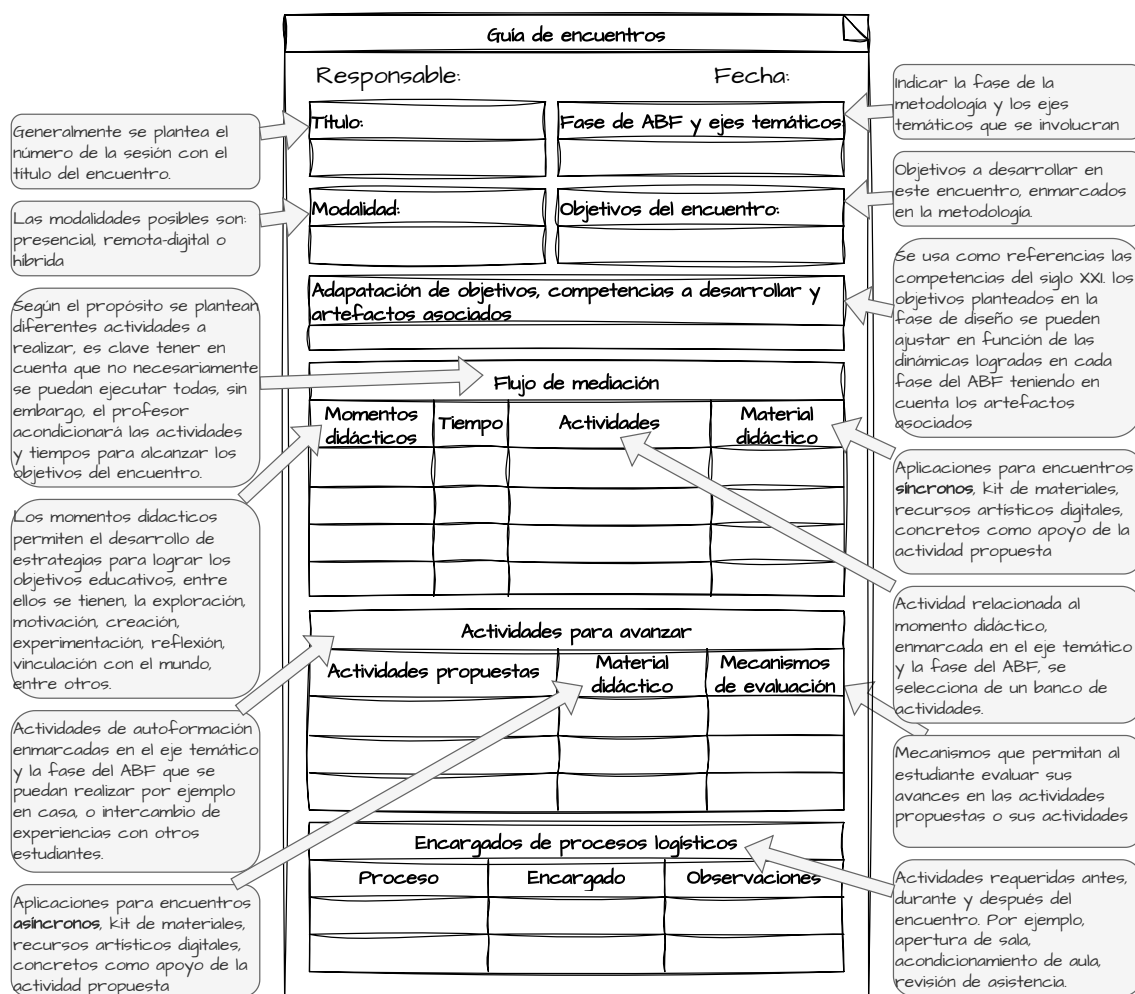 Guía de encuentros
Responsable:
Fecha:
Título:
Fase de ABF y ejes temáticos:
Modalidad:
Objetivos del encuentro:
Adapatación de objetivos, competencias a desarrollar y
artefactos asociados
Flujo de mediación
Momentos
didácticos
Tiempo
Actividades
Material
didáctico
Actividades para avanzar
Actividades propuestas
Material
didáctico
Mecanismos
de evaluación
Encargados de procesos logísticos
Proceso
Encargado
Observaciones
Generalmente se plantea el
número de la sesión con el
título del encuentro.
Las modalidades posibles son:
presencial, remota-digital o
híbrida
Según el propósito se plantean
diferentes actividades a
realizar, es clave tener en
cuenta que no necesariamente
se puedan ejecutar todas, sin
embargo, el profesor
acondicionará las actividades
y tiempos para alcanzar los
objetivos del encuentro.
Los momentos didacticos
permiten el desarrollo de
estrategias para lograr los
objetivos educativos, entre
ellos se tienen, la exploración,
motivación, creación,
experimentación, reflexión,
vinculación con el mundo,
entre otros.
Actividades de autoformación
enmarcadas en el eje temático
y la fase del ABF que se
puedan realizar por ejemplo
en casa, o intercambio de
experiencias con otros
estudiantes.
Aplicaciones para encuentros
asíncronos, kit de materiales,
recursos artísticos digitales,
concretos como apoyo de la
actividad propuesta
Indicar la fase de la
metodología y los ejes
temáticos que se involucran
Objetivos a desarrollar en
este encuentro, enmarcados
en la metodología.
Se usa como referencias las
competencias del siglo XXI. los
objetivos planteados en la
fase de diseño se pueden
ajustar en función de las
dinámicas logradas en cada
fase del ABF teniendo en
cuenta los artefactos
asociados
Aplicaciones para encuentros
síncronos, kit de materiales,
recursos artísticos digitales,
concretos como apoyo de la
actividad propuesta
Actividad relacionada al
momento didáctico,
enmarcada en el eje temático
y la fase del ABF, se
selecciona de un banco de
actividades.
Mecanismos que permitan al
estudiante evaluar sus
avances en las actividades
propuestas o sus actividades
Actividades requeridas antes,
durante y después del
encuentro. Por ejemplo,
apertura de sala,
acondicionamiento de aula,
revisión de asistencia.